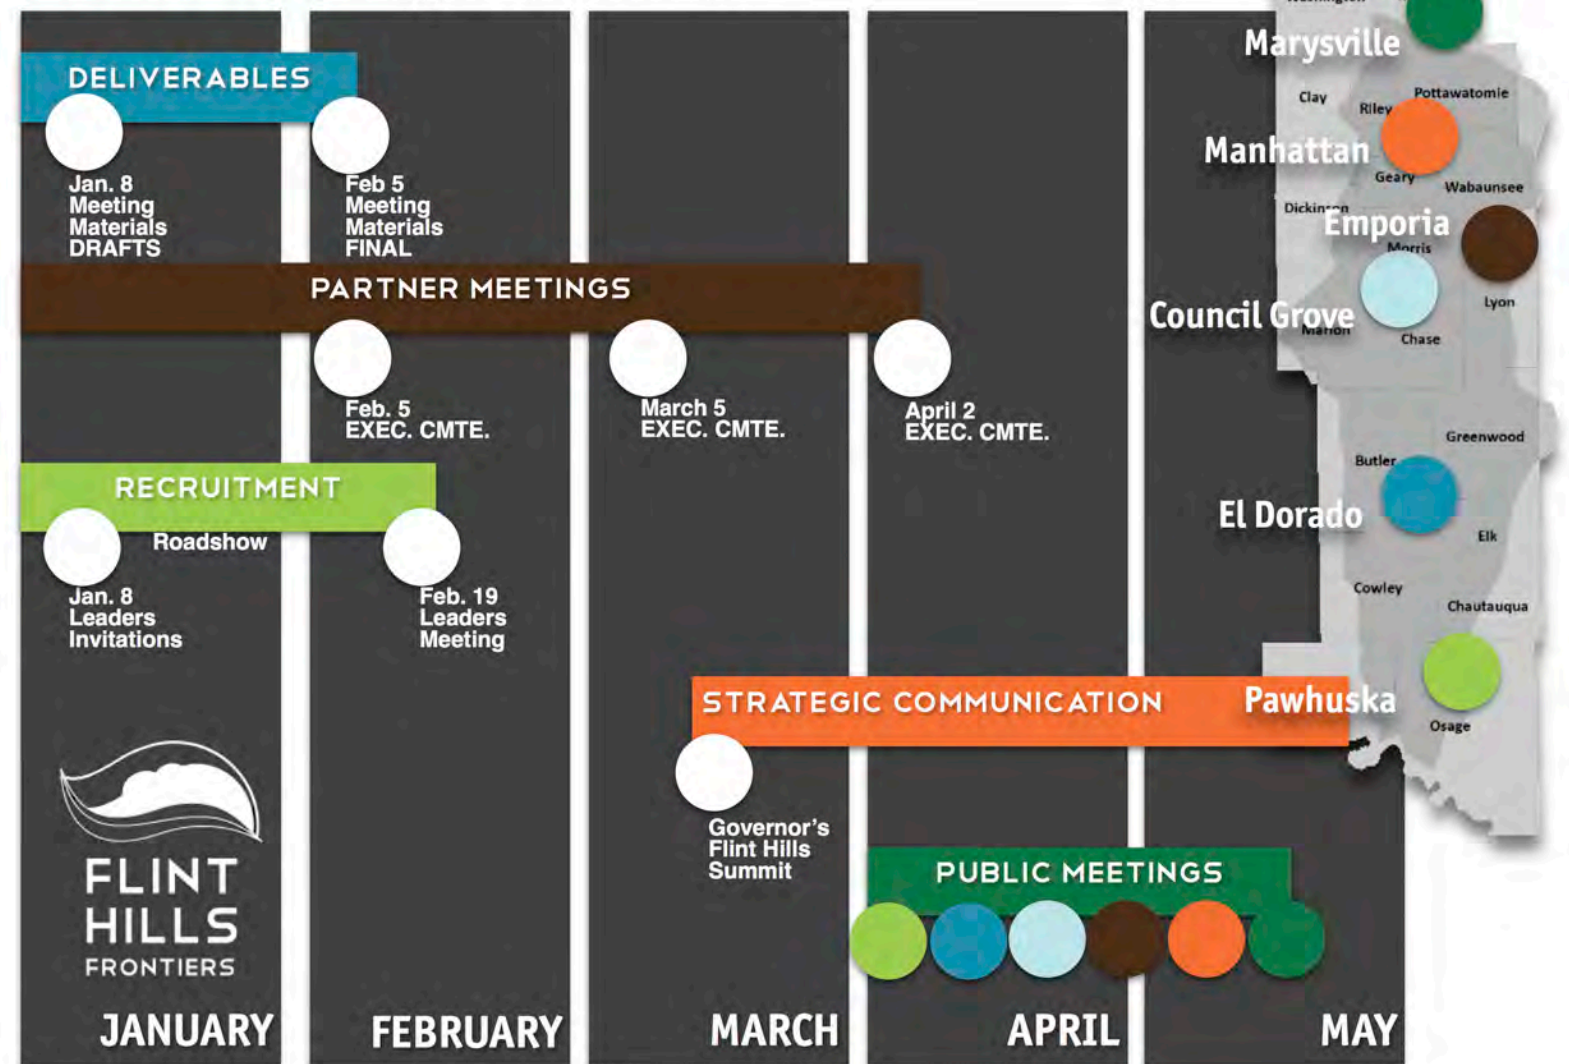 DELIVERABLES
Jan. 8
Meeting
Materials
DRAFTS
Feb 5
Meeting
Materials
FINAL
PARTNER MEETINGS
Feb. 5
EXEC. CMTE.
March 5
EXEC. CMTE.
April 2
EXEC. CMTE.
RECRUITMENT
Roadshow
Jan. 8
Leaders
Invitations
Feb. 19
Leaders
Meeting
STRATEGIC COMMUNICATION
Governor's
Flint Hills
Summit
PUBLIC MEETINGS
FLINT
HILLS
FRONTIERS
JANUARY
FEBRUARY
MARCH
APRIL
MAY
Washington
Marysville
Clay
Pottawatomie
Riley
Manhattan
Geary
Wabaunsee
Dickinson
Emporia
Morris
Lyon
Council Grove
Marion
Chase
Greenwood
Butler
El Dorado
Elk
Cowley
Chautauqua
Pawhuska
Osage